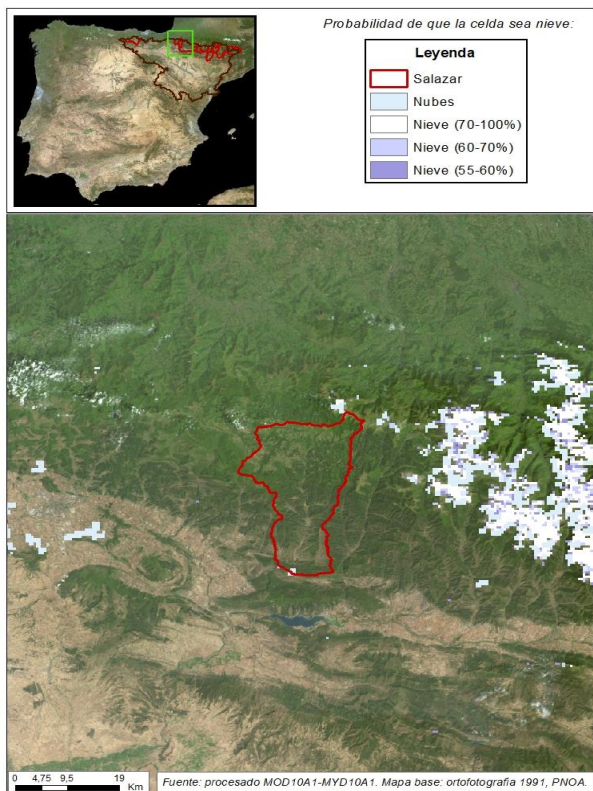 Probabilidad de que la celda sea nieve:
Leyenda
Salazar
Nubes
Nieve (70-100%)
Nieve (60-70%)
Nieve (55-60%)
0 4,75 9,5 19
Km
Fuente: procesado MOD10A1-MYD10A1. Mapa base: ortofotografía 1991, PNOA.